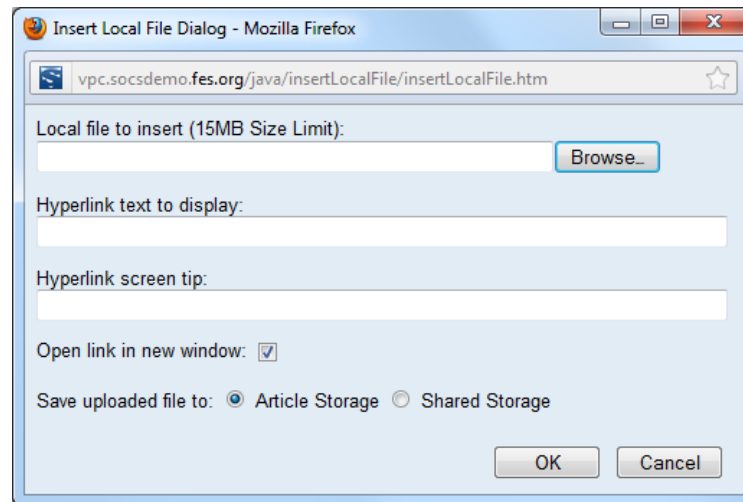 Insert Local File Dialog - Mozilla Firefox
vpc.socsdemo.fes.org/java/insertLocalFile/insertLocalFile.htm
Local file to insert (15MB Size Limit):
Browse...
Hyperlink text to display:
Hyperlink screen tip:
Open link in new window:
Save uploaded file to: Article Storage Shared Storage
OK Cancel